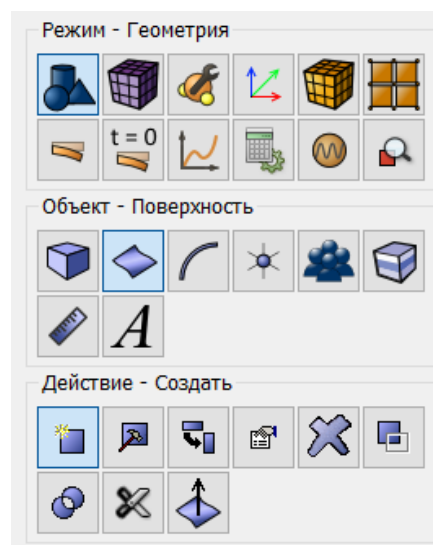 Режим - Геометрия
t = 0
Объект - Поверхность
A
Действие - Создать